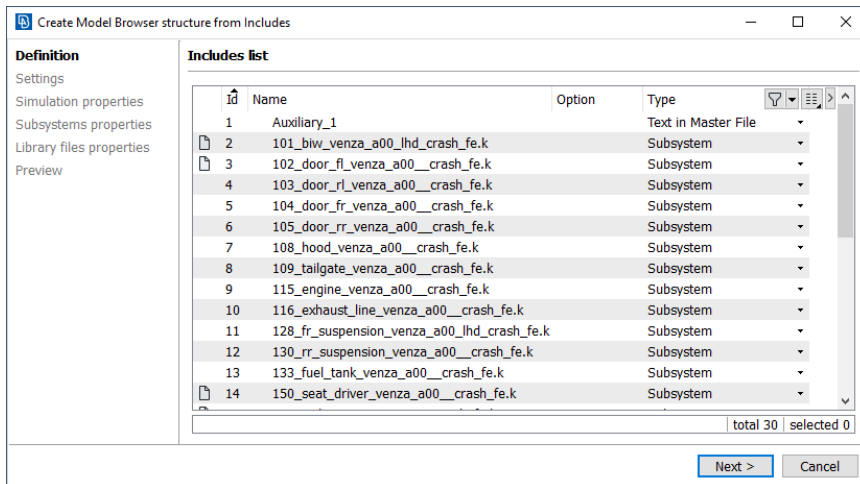 Create Model Browser structure from Includes
Definition
Settings
Simulation properties
Subsystems properties
Library files properties
Preview
Includes list
Id Name Option Type
1 Auxiliary_1 Text in Master File
2 101_biw_venza_a00_lhd_crash_fe.k Subsystem
3 102_door_fl_venza_a00__crash_fe.k Subsystem
4 103_door_rl_venza_a00__crash_fe.k Subsystem
5 104_door_fr_venza_a00__crash_fe.k Subsystem
6 105_door_rr_venza_a00__crash_fe.k Subsystem
7 108_hood_venza_a00__crash_fe.k Subsystem
8 109_tailgate_venza_a00__crash_fe.k Subsystem
9 115_engine_venza_a00__crash_fe.k Subsystem
10 116_exhaust_line_venza_a00__crash_fe.k Subsystem
11 128_fr_suspension_venza_a00_lhd_crash_fe.k Subsystem
12 130_rr_suspension_venza_a00__crash_fe.k Subsystem
13 133_fuel_tank_venza_a00__crash_fe.k Subsystem
14 150_seat_driver_venza_a00__crash_fe.k Subsystem
total 30 selected 0
Next > Cancel